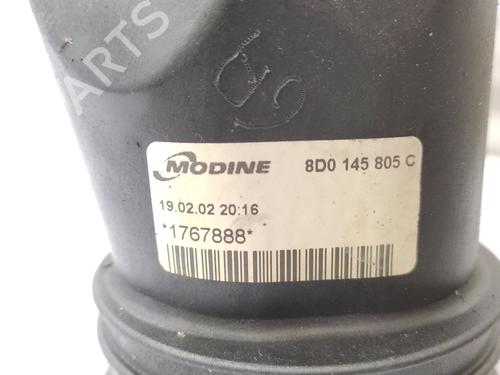 ARTS
MODINE 8D0 145 805 C
19.02.02 20:16
*1767888*